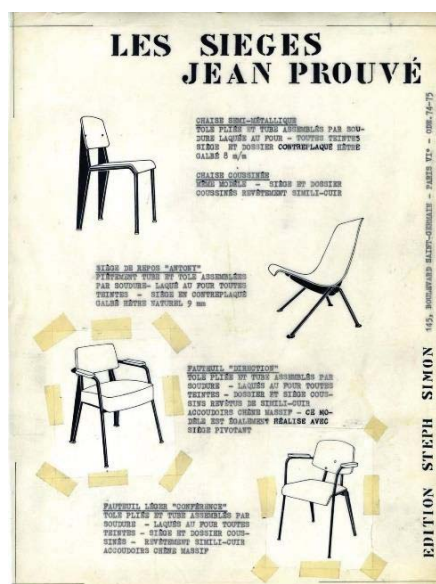 LES SIEGES
JEAN PROUVÉ
CHAISE SEMI-MÉTALLIQUE
TOLE PLIÉE ET TUBE ASSEMBLÉS PAR SOU-
DURE LAQUÉ AU FOUR - TOUTES TEINTES
SIÈGE ET DOSSIER CONTREPLAQUÉ HÊTRE
GALBÉ 8 m/m
CHAISE COUSSINÉE
MÊME MODÈLE - SIÈGE ET DOSSIER
COUSSINÉS REVÊTEMENT SIMILI-CUIR
SIÈGE DE REPOS "ANTONY"
PIÈTEMENT TUBE ET TOLE ASSEMBLÉES
PAR SOUDURE- LAQUÉ AU FOUR TOUTES
TEINTES - SIÈGE EN CONTREPLAQUÉ
GALBÉ HÊTRE NATUREL 9 mm
FAUTEUIL "DIRECTION"
TOLE PLIÉE ET TUBE ASSEMBLÉS PAR
SOUDURE - LAQUÉS AU FOUR TOUTES
TEINTES - DOSSIER ET SIÈGE COUS-
SINS REVÊTUS DE SIMILI-CUIR
ACCOUDOIRS CHÊNE MASSIF - CE MO-
DÈLE EST ÉGALEMENT RÉALISE AVEC
SIÈGE PIVOTANT
FAUTEUIL LÉGER "CONFÉRENCE"
TOLE PLIÉE ET TUBE ASSEMBLÉS PAR
SOUDURE - LAQUÉS AU FOUR TOUTES
TEINTES - SIÈGE ET DOSSIER COUS-
SINÉS - REVÊTEMENT SIMILI-CUIR
ACCOUDOIRS CHÊNE MASSIF
EDITION STEPH SIMON
145, BOULEVARD SAINT-GERMAIN - PARIS VI° - ODE.74-75